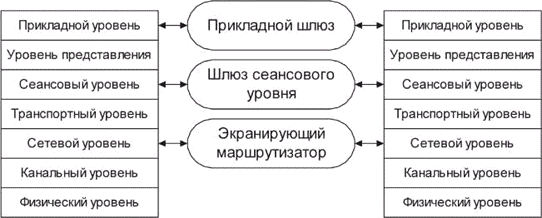 Прикладной уровень
Уровень представления
Сеансовый уровень
Транспортный уровень
Сетевой уровень
Канальный уровень
Физический уровень
Прикладной шлюз
Шлюз сеансового
уровня
Экранирующий
маршрутизатор
Прикладной уровень
Уровень представления
Сеансовый уровень
Транспортный уровень
Сетевой уровень
Канальный уровень
Физический уровень